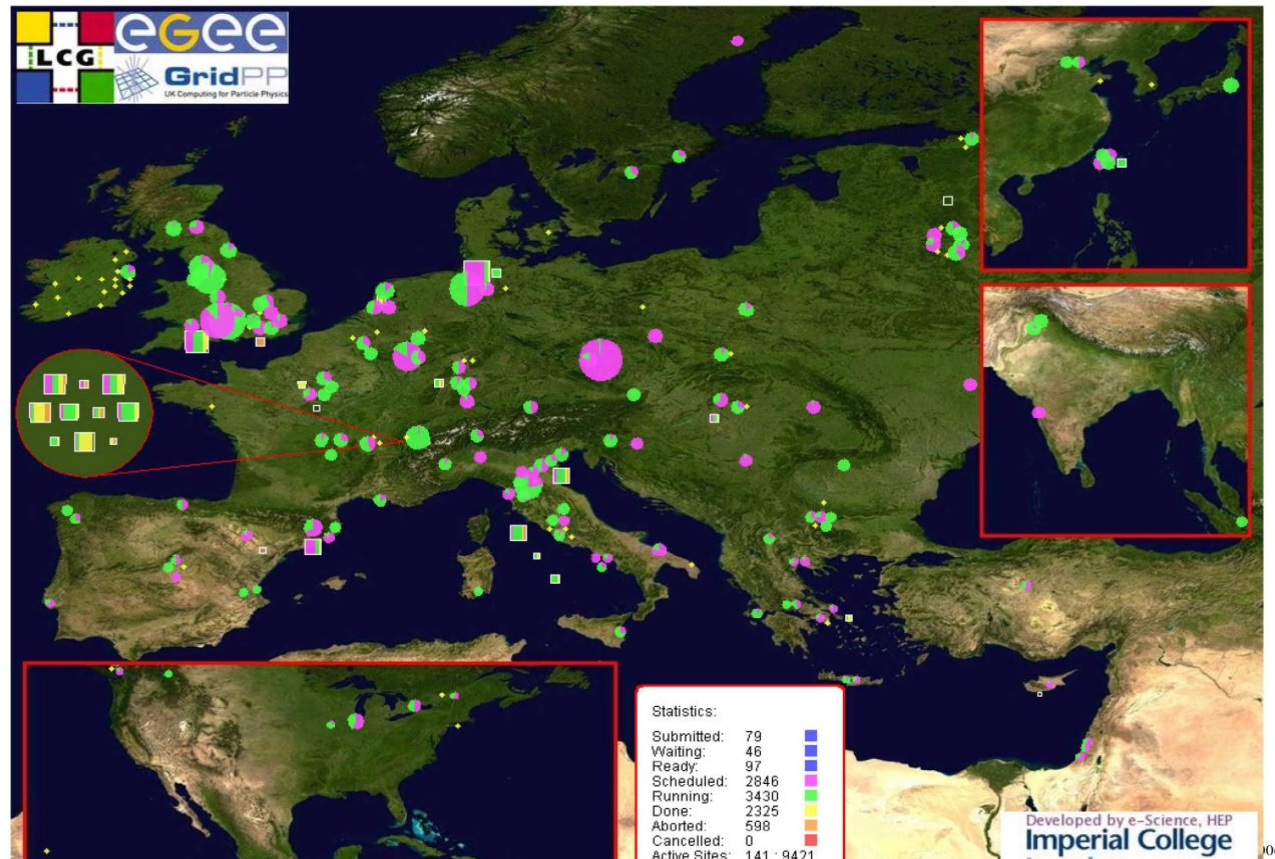 LCG
egee
GridPP
UK Computing for Particle Physics
Statistics:
Submitted: 79
Waiting: 46
Ready: 97
Scheduled: 2846
Running: 3430
Done: 2325
Aborted: 598
Cancelled: 0
Active Sites: 141 : 9421
Developed by e-Science, HEP
Imperial College